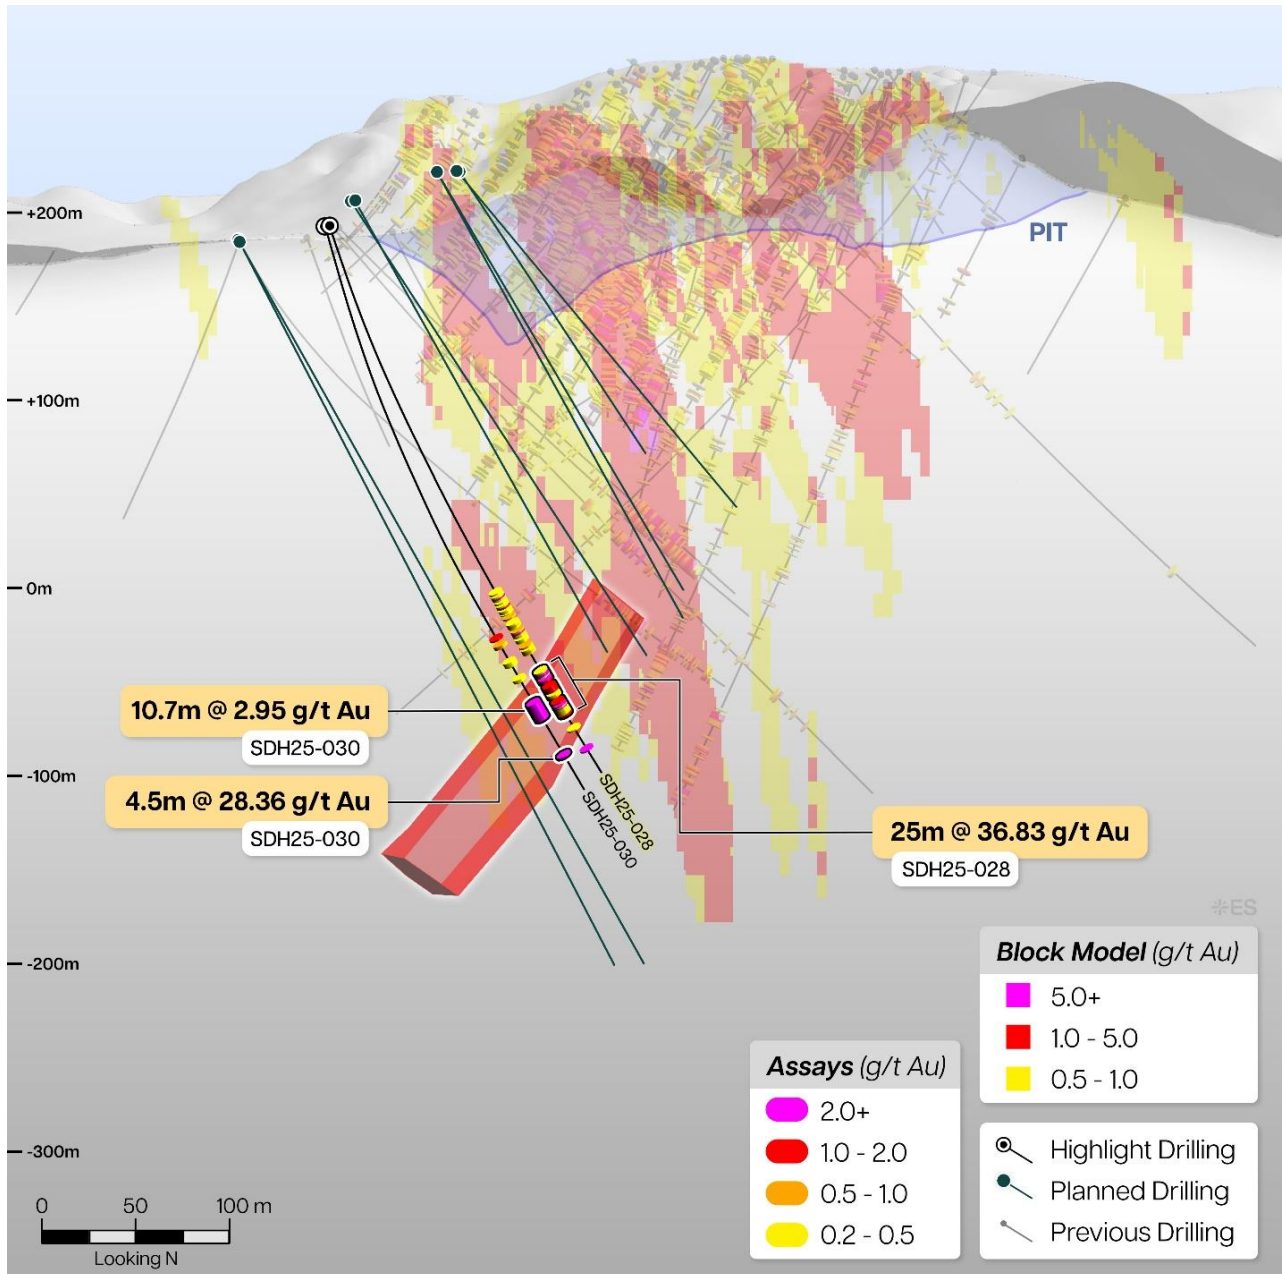 +200m
PIT
+100m
0m
10.7m @ 2.95 g/t Au
SDH25-030
-100m
4.5m @ 28.36 g/t Au
SDH25-030
SDH25-028
SDH25-030
25m @ 36.83 g/t Au
SDH25-028
ES
-200m
Block Model (g/t Au)
5.0+
1.0 - 5.0
0.5 - 1.0
Assays (g/t Au)
2.0+
1.0 - 2.0
0.5 - 1.0
0.2 - 0.5
Highlight Drilling
Planned Drilling
Previous Drilling
-300m
0 50 100 m
Looking N